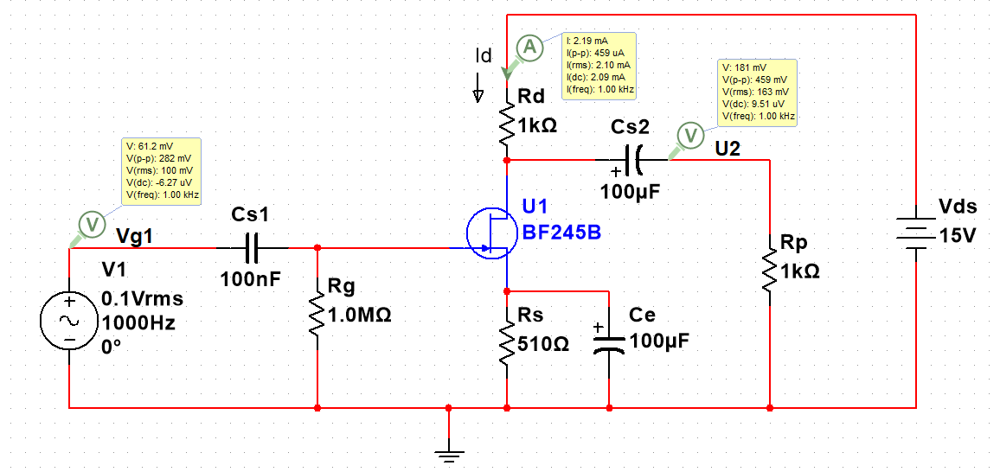 Id
A
I: 2.19 mA
I(p-p): 459 uA
I(rms): 2.10 mA
I(dc): 2.09 mA
I(freq): 1.00 kHz
Rd
1kΩ
V: 181 mV
V(p-p): 459 mV
V(rms): 163 mV
V(dc): 9.51 uV
V(freq): 1.00 kHz
Cs2
+
100µF
V
U2
V: 61.2 mV
V(p-p): 282 mV
V(rms): 100 mV
V(dc): -6.27 uV
V(freq): 1.00 kHz
V
Vg1
Cs1
100nF
U1
BF245B
Vds
15V
V1
0.1Vrms
1000Hz
0°
Rg
1.0MΩ
Rs
510Ω
Ce
+
100µF
Rp
1kΩ